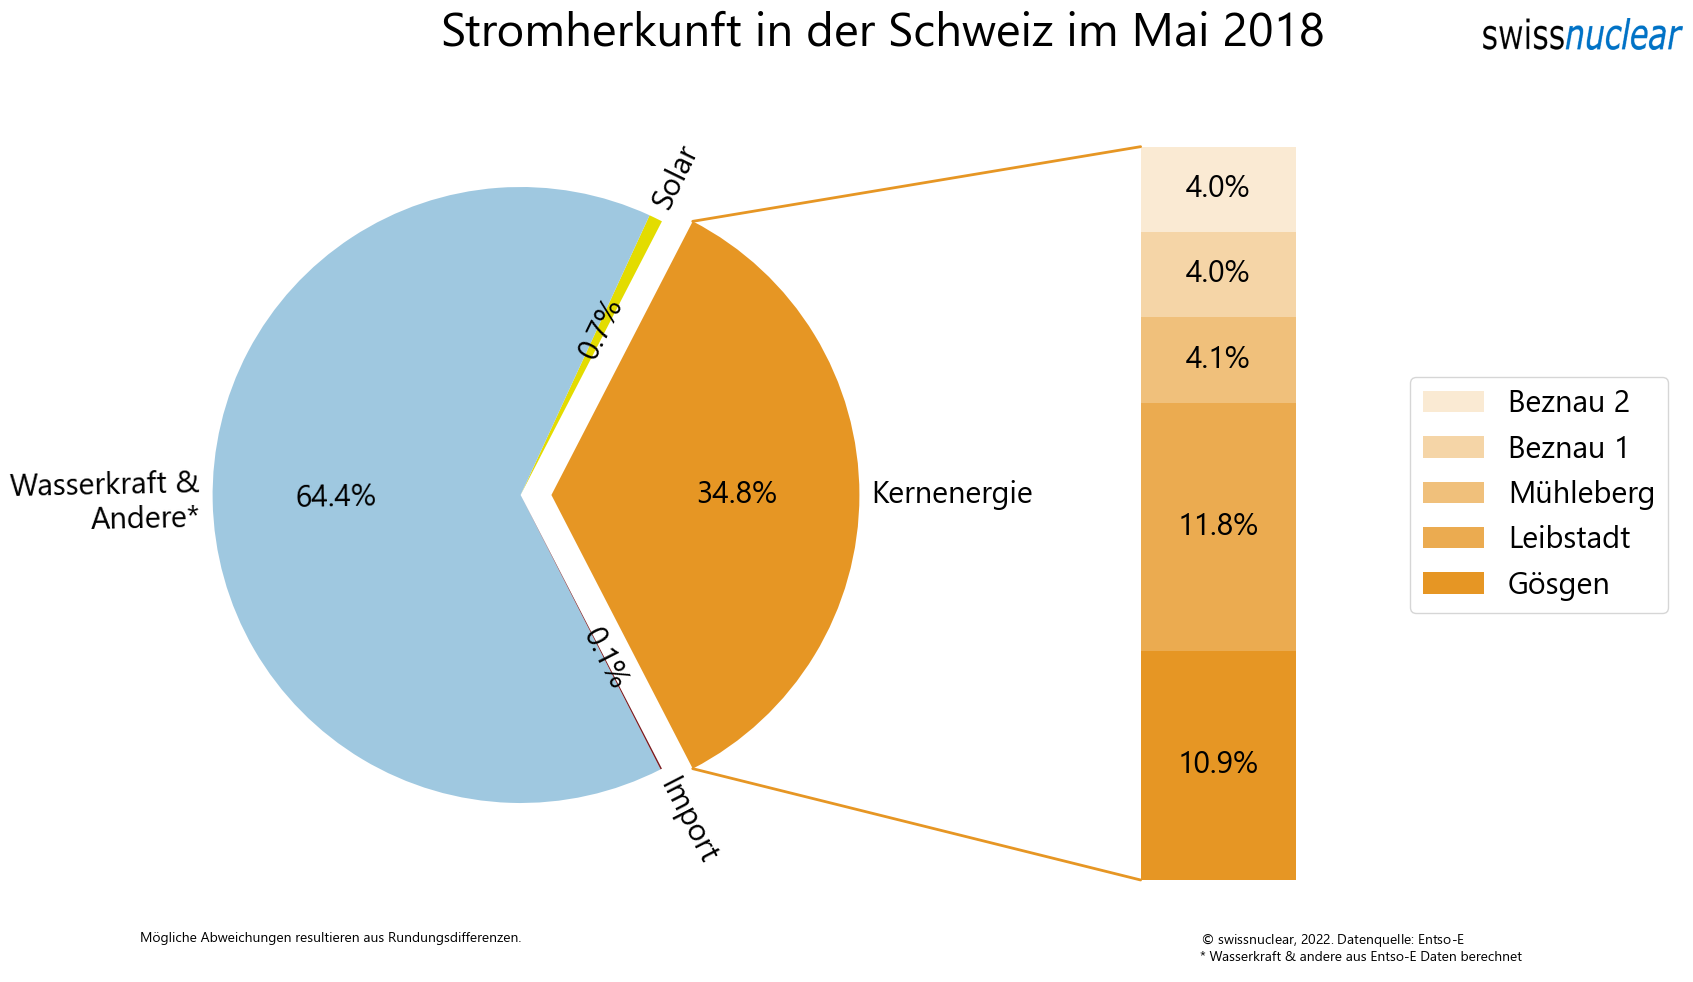 Stromherkunft in der Schweiz im Mai 2018
swissnuclear
Solar
0.7%
Wasserkraft &
Andere*
64.4%
34.8%
Kernenergie
0.1%
Import
4.0%
4.0%
4.1%
11.8%
10.9%
Beznau 2
Beznau 1
Mühleberg
Leibstadt
Gösgen
Mögliche Abweichungen resultieren aus Rundungsdifferenzen.
© swissnuclear, 2022. Datenquelle: Entso-E
* Wasserkraft & andere aus Entso-E Daten berechnet